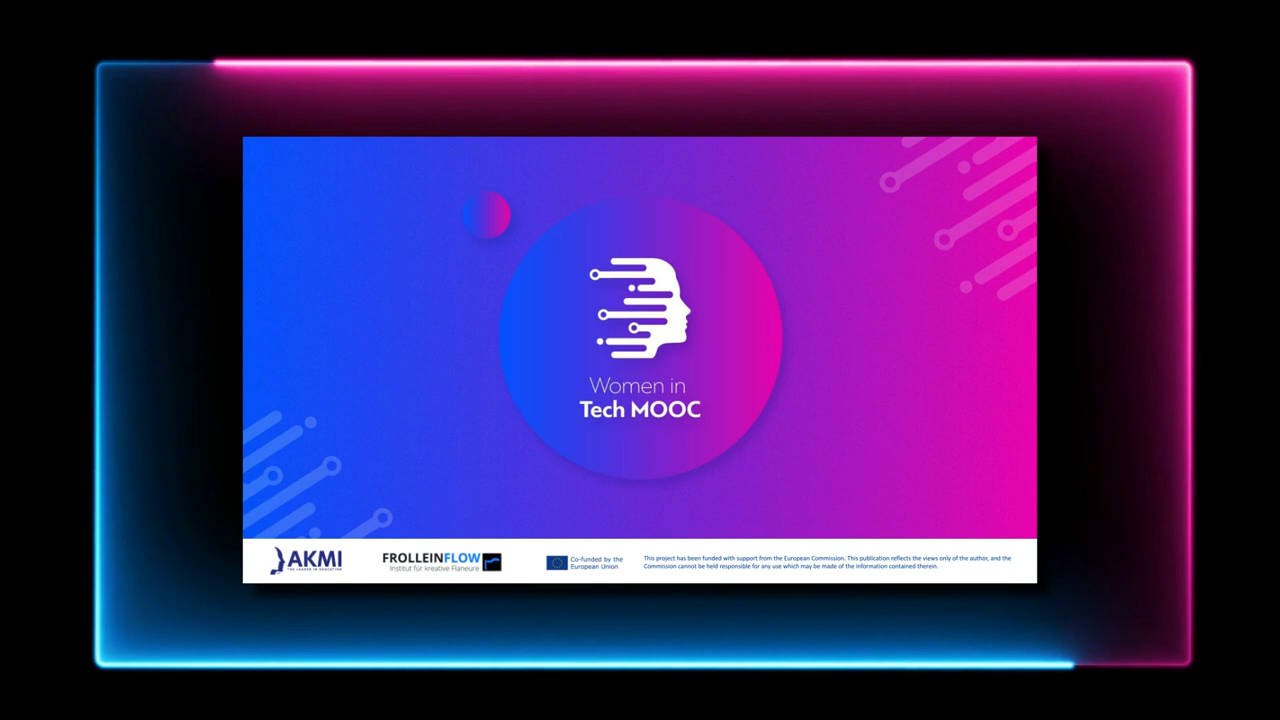 Women in
Tech MOOC
AKMI
THE LEADER IN EDUCATION
FROLLEINFLOW
Institut für kreative Flaneure
Co-funded by the
European Union
This project has been funded with support from the European Commission. This publication reflects the views only of the author, and the
Commission cannot be held responsible for any use which may be made of the information contained therein.